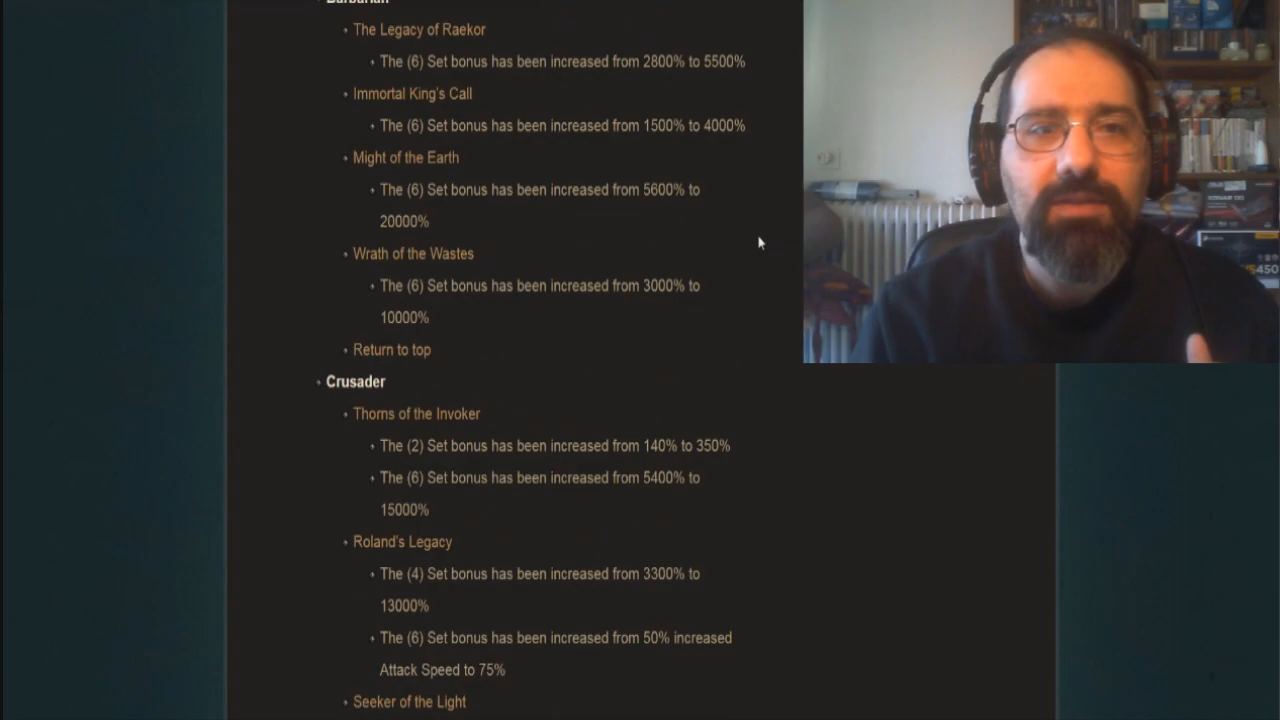 Barbarian
The Legacy of Raekor
The (6) Set bonus has been increased from 2800% to 5500%
Immortal King's Call
The (6) Set bonus has been increased from 1500% to 4000%
Might of the Earth
The (6) Set bonus has been increased from 5600% to
20000%
Wrath of the Wastes
The (6) Set bonus has been increased from 3000% to
10000%
Return to top
Crusader
Thorns of the Invoker
The (2) Set bonus has been increased from 140% to 350%
The (6) Set bonus has been increased from 5400% to
15000%
Roland's Legacy
The (4) Set bonus has been increased from 3300% to
13000%
The (6) Set bonus has been increased from 50% increased
Attack Speed to 75%
Seeker of the Light